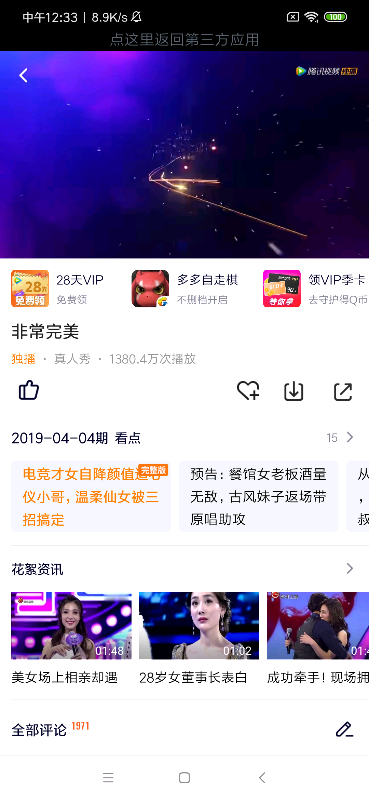 中午12:33 | 8.9K/s
100
点这里返回第三方应用
腾讯视频 独播
28天VIP
免费领
28天
免费领
多多自走棋
不删档开启
领VIP季卡
去守护得Q币
等你拿
非常完美
独播 · 真人秀 · 1380.4万次播放
2019-04-04期 看点
15
电竞才女自降颜值追
仪小哥，温柔仙女被三
招搞定
完整版
预告：餐馆女老板酒量
无敌，古风妹子返场带
原唱助攻
从
，
叔
花絮资讯
01:48
01:02
01:4
美女场上相亲却遇
28岁女董事长表白
成功牵手! 现场拥
全部评论 1971